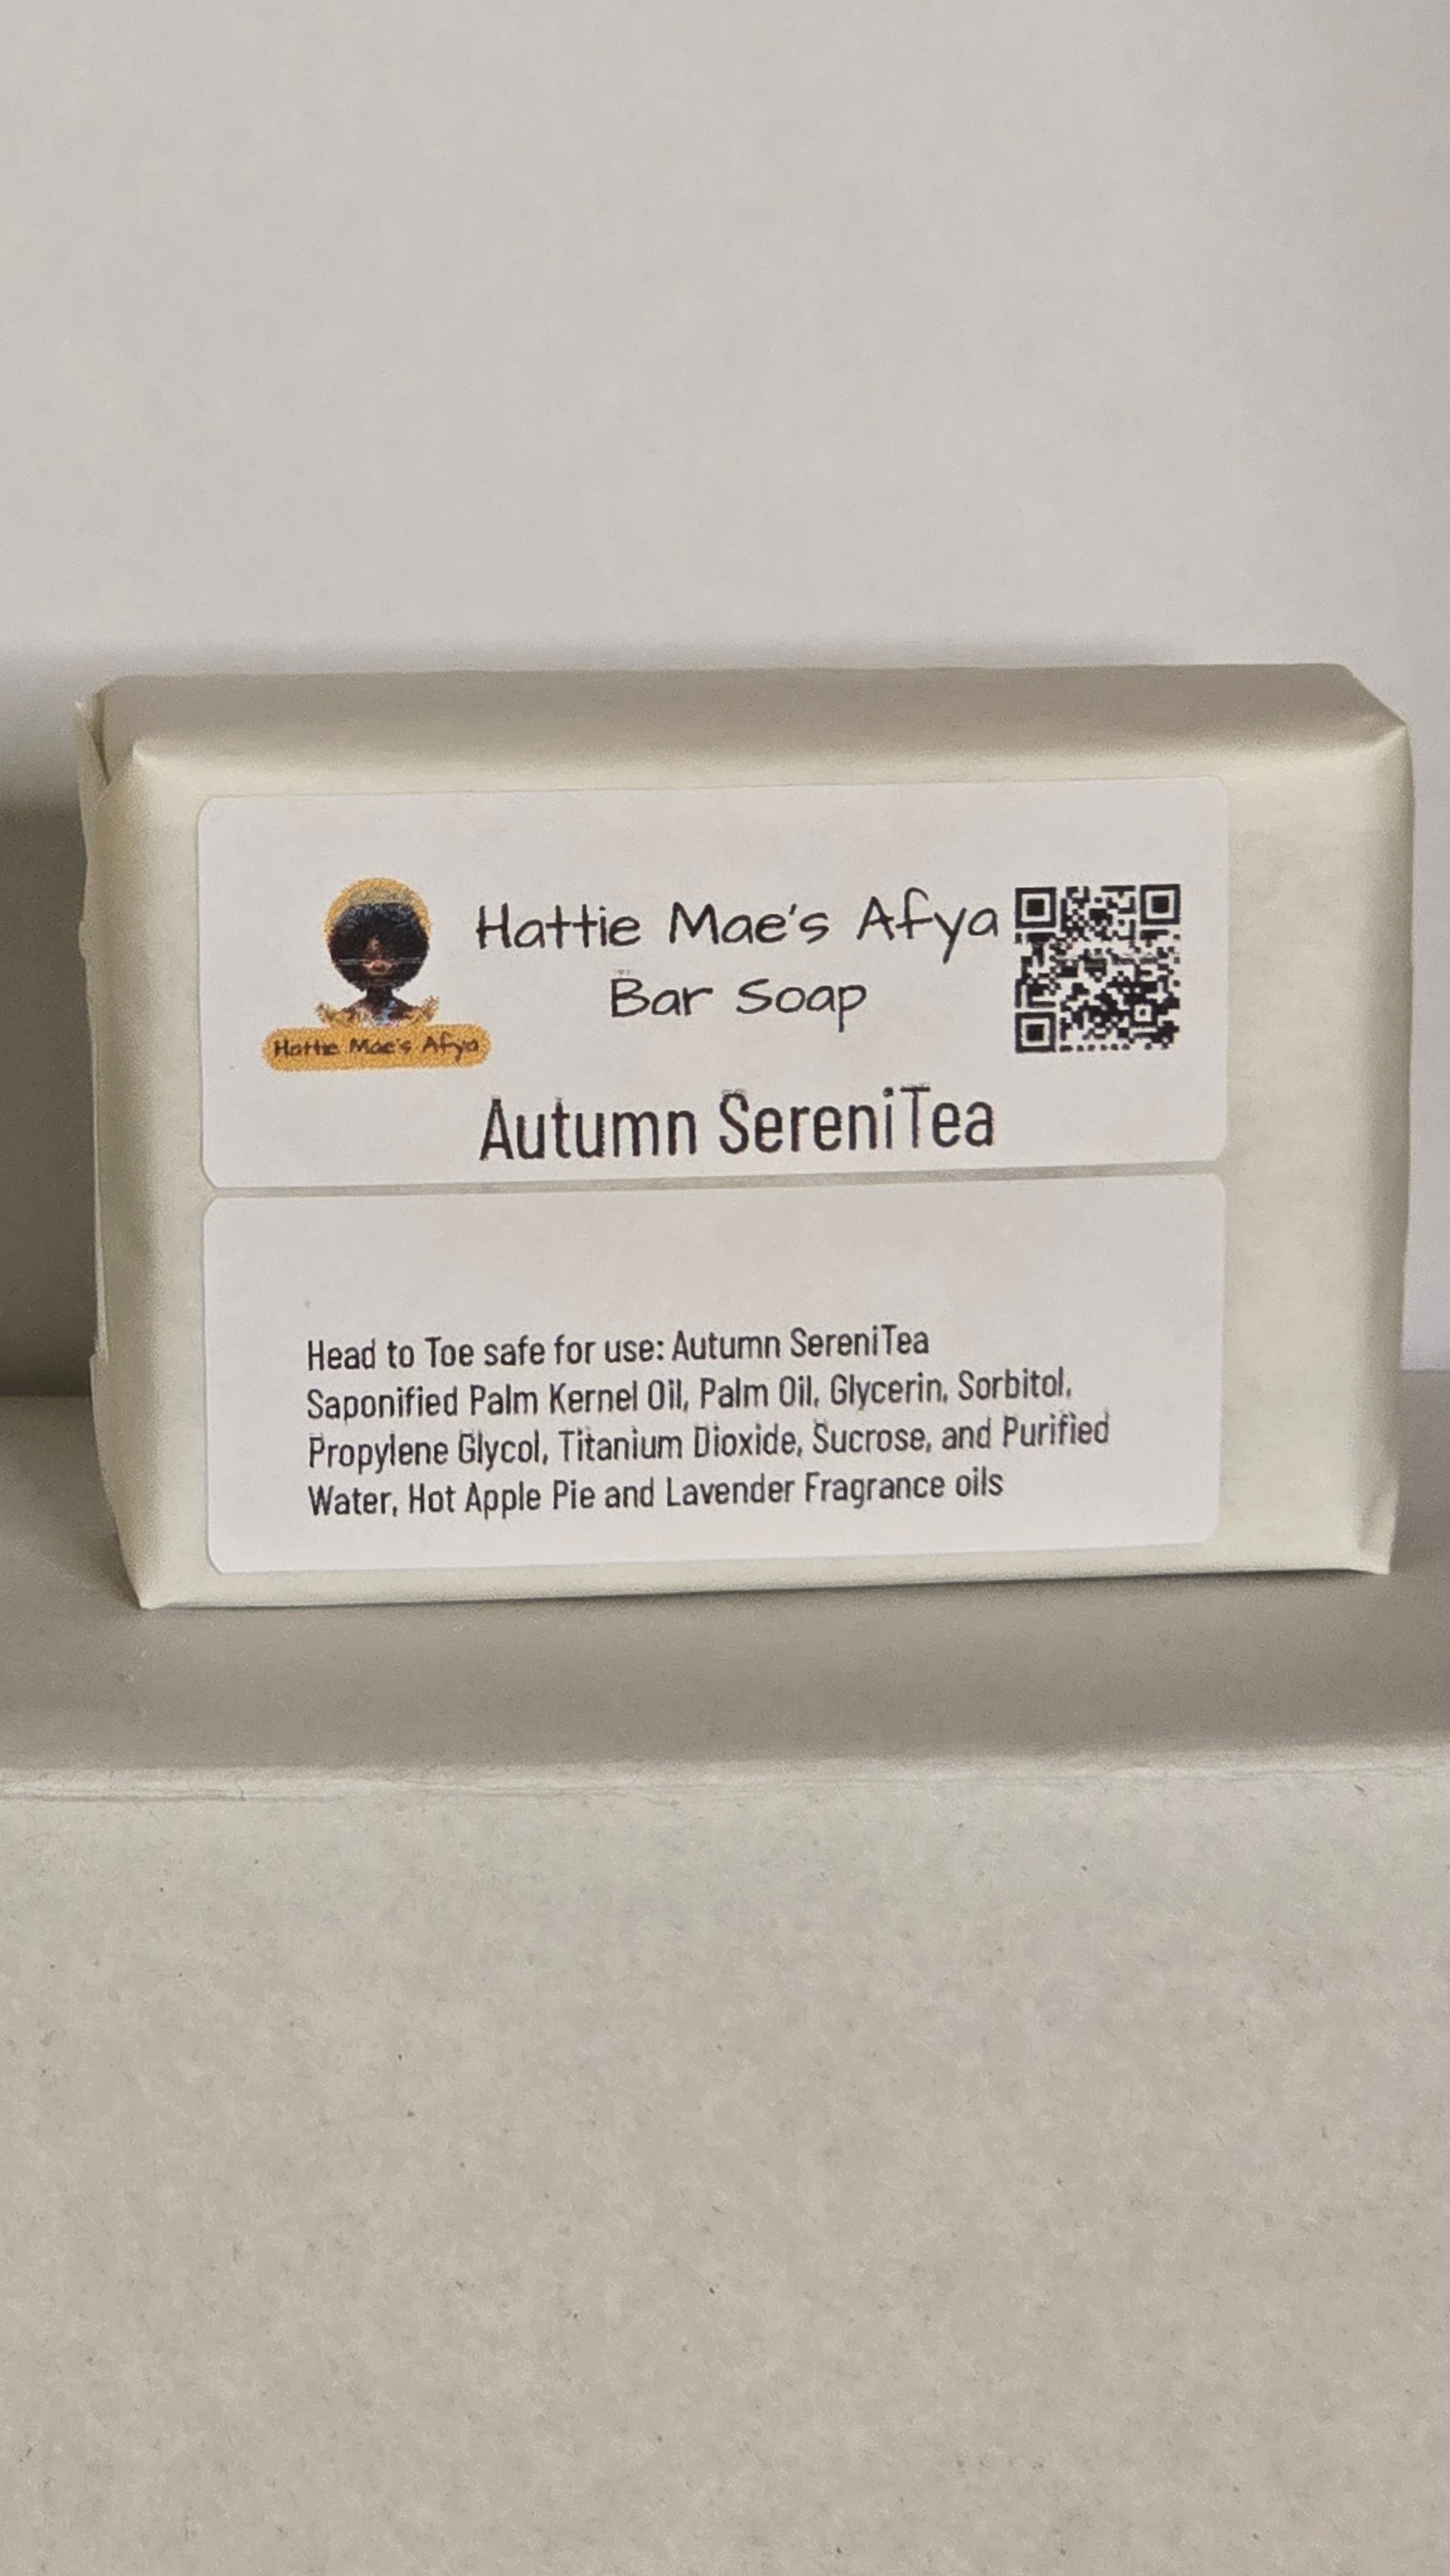 Hattie Mae's Afya
Bar Soap
Hattie Mae's Afya
Autumn SereniTea
Head to Toe safe for use: Autumn SereniTea
Saponified Palm Kernel Oil, Palm Oil, Glycerin, Sorbitol,
Propylene Glycol, Titanium Dioxide, Sucrose, and Purified
Water, Hot Apple Pie and Lavender Fragrance oils